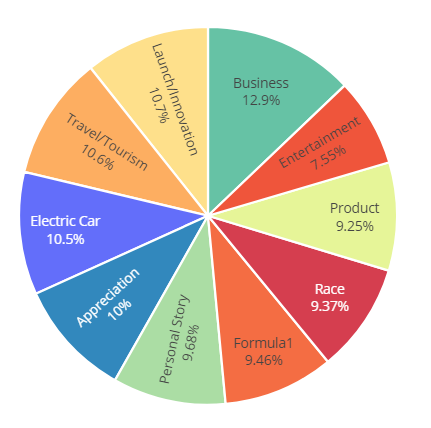 Business
12.9%
Entertainment
7.55%
Product
9.25%
Race
9.37%
Formula1
9.46%
Personal Story
9.68%
Appreciation
10%
Electric Car
10.5%
Travel/Tourism
10.6%
Launch/Innovation
10.7%